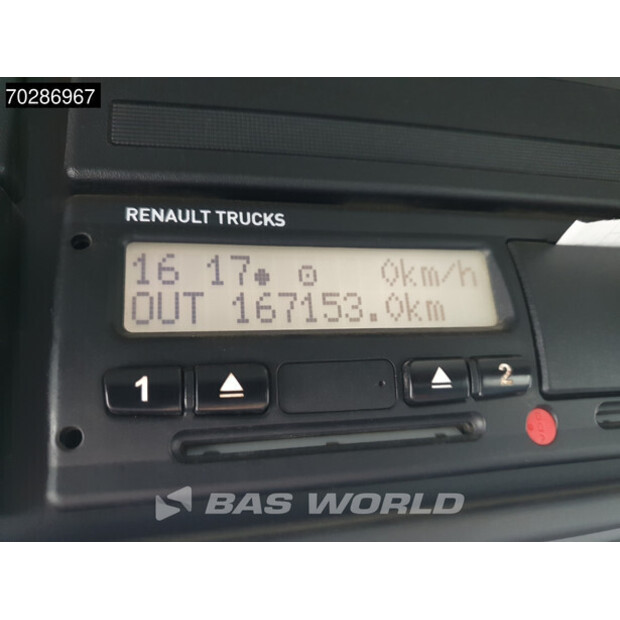 70286967
RENAULT TRUCKS
16 17 0km/h
OUT 167153.0km
1 2
BAS WORLD